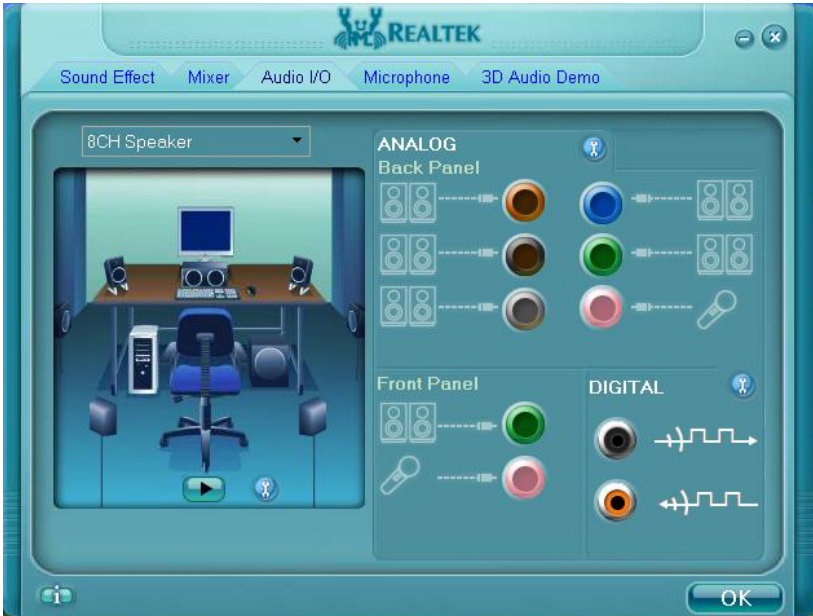 REALTEK
Sound Effect Mixer Audio I/O Microphone 3D Audio Demo
8CH Speaker
ANALOG
Back Panel
Front Panel
DIGITAL
OK